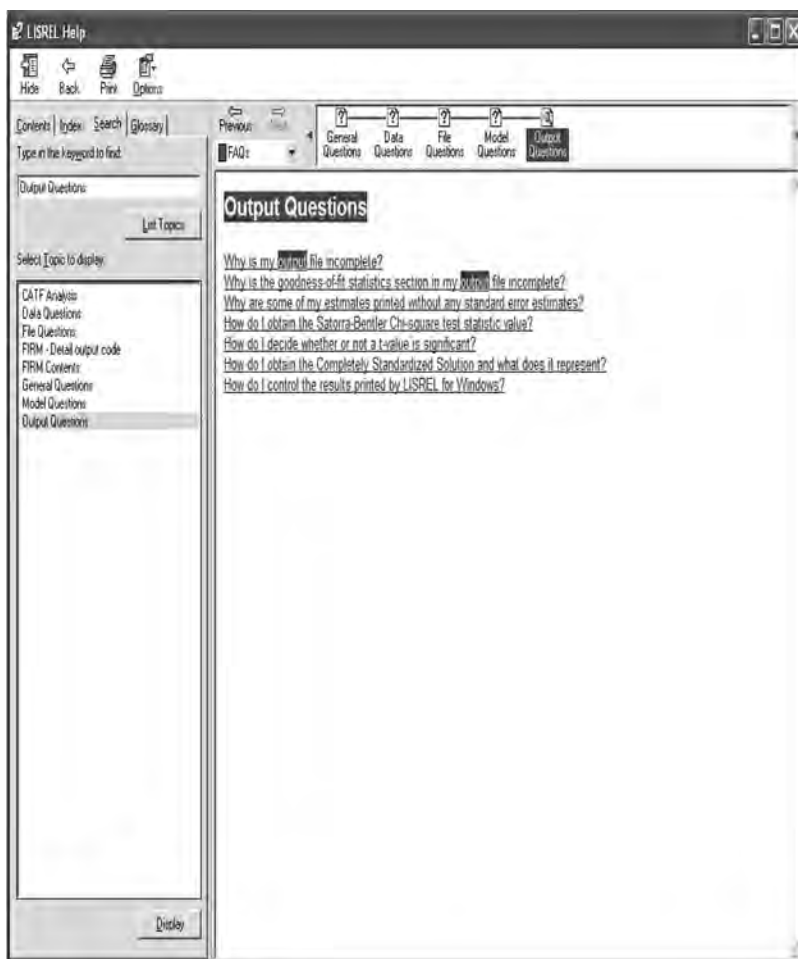 LISREL Help
Hide Back Print Options
Contents Index Search Glossary
Type in the keyword to find:
Output Questions
List Topics
Select Topic to display:
CATF Analysis
Data Questions
File Questions
FIRM - Detail output code
FIRM Contents
General Questions
Model Questions
Output Questions
Display
Previous Next
FAQs
General Questions
Data Questions
File Questions
Model Questions
Output Questions
Output Questions
Why is my output file incomplete?
Why is the goodness-of-fit statistics section in my output file incomplete?
Why are some of my estimates printed without any standard error estimates?
How do I obtain the Satorra-Bentler Chi-square test statistic value?
How do I decide whether or not a t-value is significant?
How do I obtain the Completely Standardized Solution and what does it represent?
How do I control the results printed by LISREL for Windows?